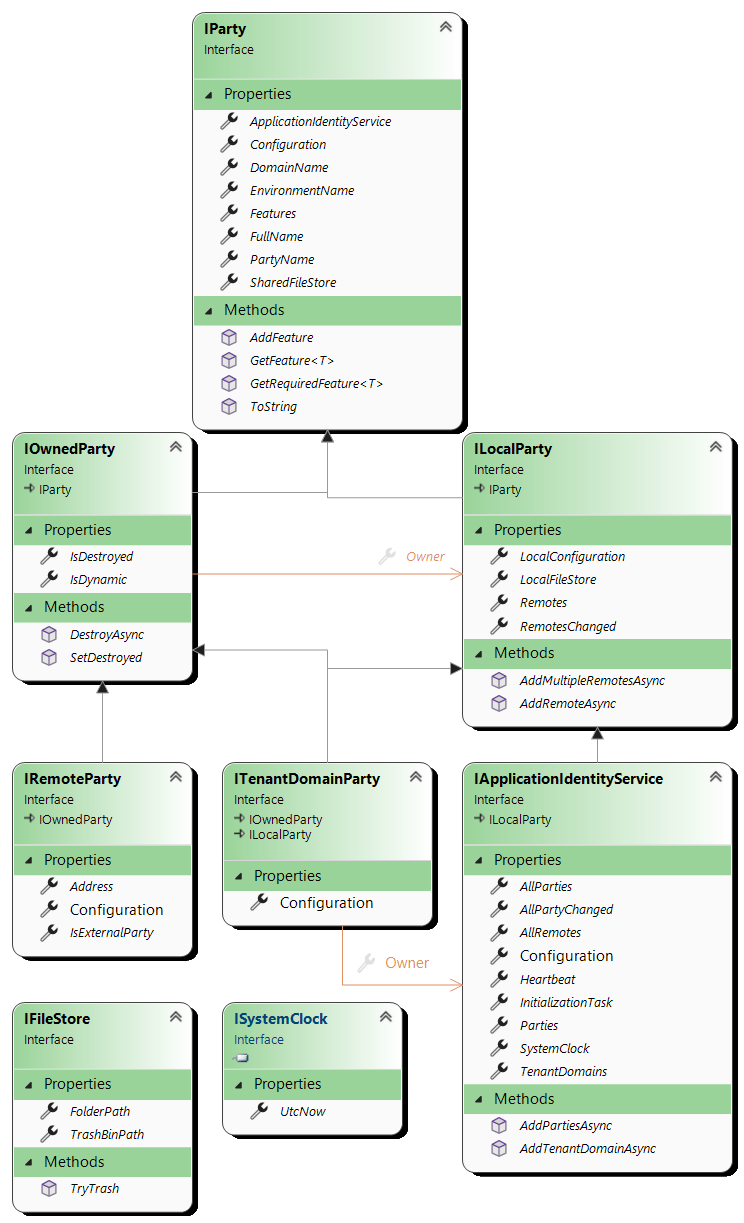 IParty
Interface
Properties
ApplicationIdentityService
Configuration
DomainName
EnvironmentName
Features
FullName
PartyName
SharedFileStore
Methods
AddFeature
GetFeature<T>
GetRequiredFeature<T>
ToString
IOwnedParty
Interface
IParty
Properties
IsDestroyed
IsDynamic
Methods
DestroyAsync
SetDestroyed
Owner
ILocalParty
Interface
IParty
Properties
LocalConfiguration
LocalFileStore
Remotes
RemotesChanged
Methods
AddMultipleRemotesAsync
AddRemoteAsync
IRemoteParty
Interface
IOwnedParty
Properties
Address
Configuration
IsExternalParty
ITenantDomainParty
Interface
IOwnedParty
ILocalParty
Properties
Configuration
Owner
IApplicationIdentityService
Interface
ILocalParty
Properties
AllParties
AllPartyChanged
AllRemotes
Configuration
Heartbeat
InitializationTask
Parties
SystemClock
TenantDomains
Methods
AddPartiesAsync
AddTenantDomainAsync
IFileStore
Interface
Properties
FolderPath
TrashBinPath
Methods
TryTrash
ISystemClock
Interface
Properties
UtcNow